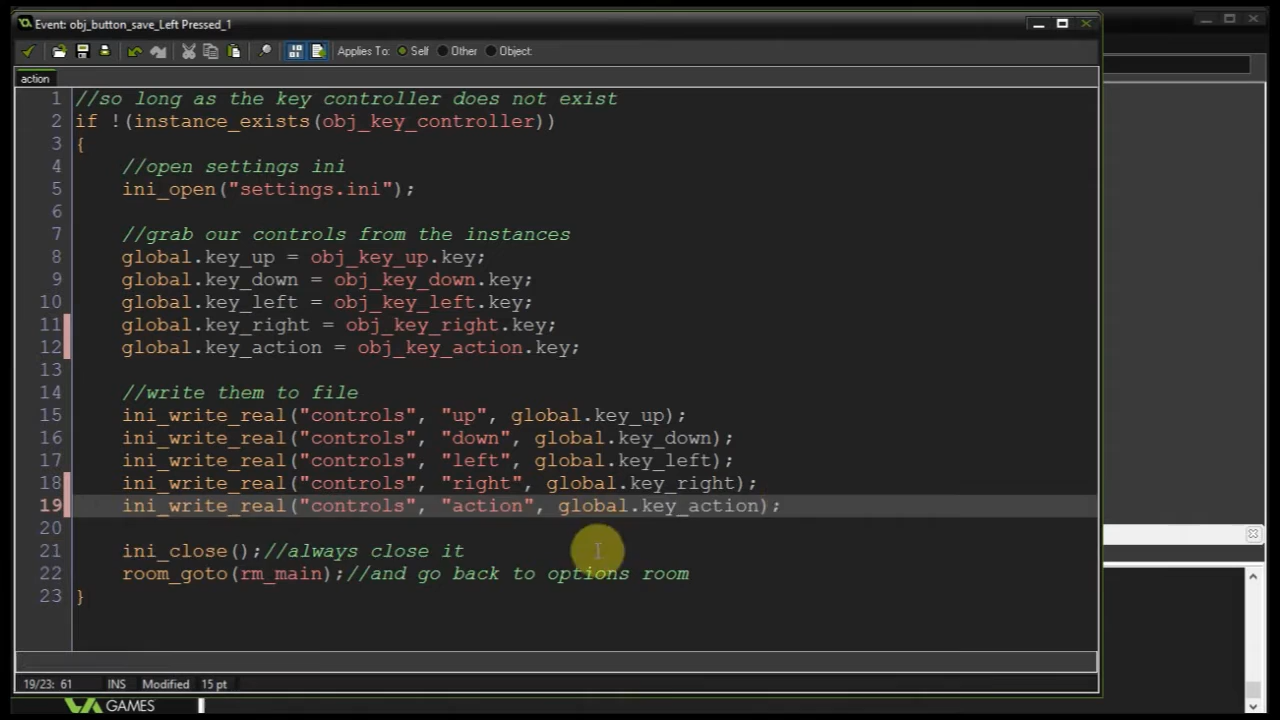 Event: obj_button_save_Left Pressed_1
Applies To: Self Other Object:
action
1 //so long as the key controller does not exist
2 if !(instance_exists(obj_key_controller))
3 {
4 //open settings ini
5 ini_open("settings.ini");
6
7 //grab our controls from the instances
8 global.key_up = obj_key_up.key;
9 global.key_down = obj_key_down.key;
10 global.key_left = obj_key_left.key;
11 global.key_right = obj_key_right.key;
12 global.key_action = obj_key_action.key;
13
14 //write them to file
15 ini_write_real("controls", "up", global.key_up);
16 ini_write_real("controls", "down", global.key_down);
17 ini_write_real("controls", "left", global.key_left);
18 ini_write_real("controls", "right", global.key_right);
19 ini_write_real("controls", "action", global.key_action);
20
21 ini_close();//always close it
22 room_goto(rm_main);//and go back to options room
23 }
19/23: 61 INS Modified 15 pt
GAMES